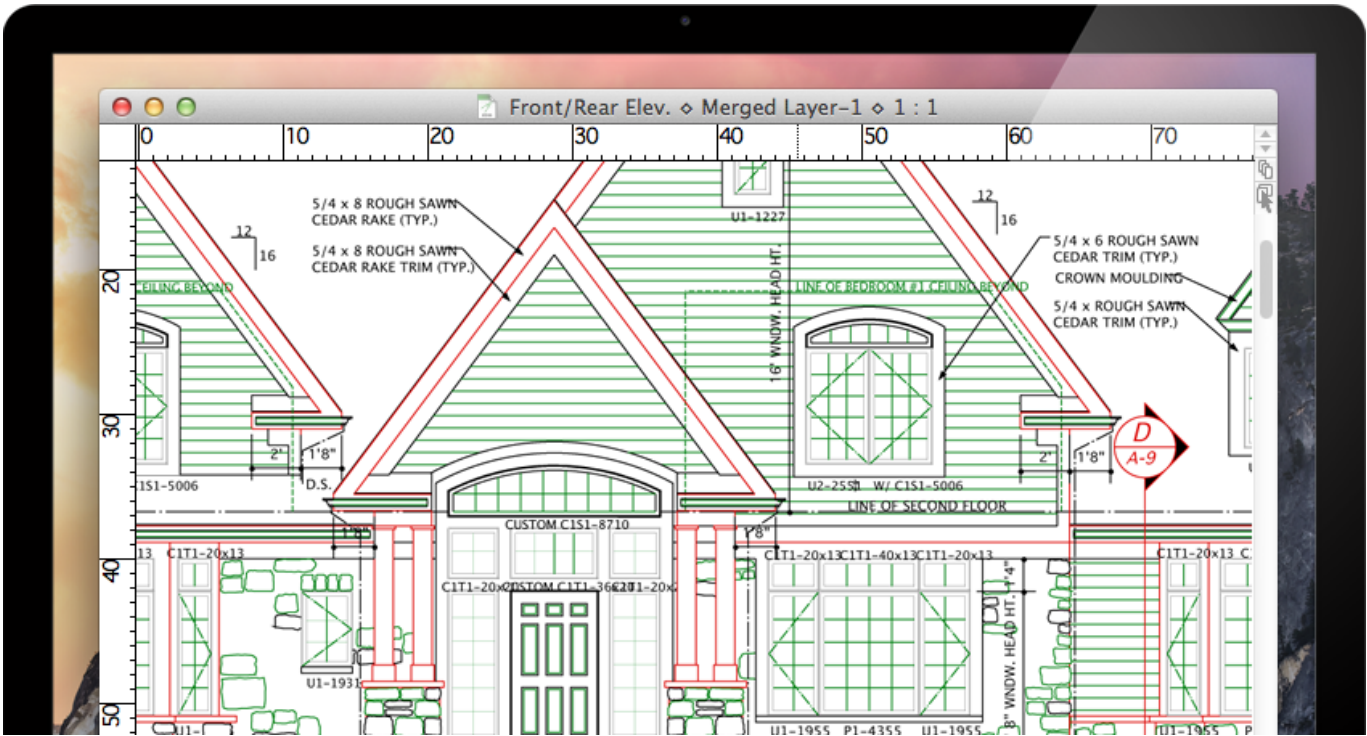 Front/Rear Elev. ⋄ Merged Layer-1 ⋄ 1 : 1
0 10 20 30 40 50 60 70
20
30
40
50
5/4 x 8 ROUGH SAWN
CEDAR RAKE (TYP.)
5/4 x 8 ROUGH SAWN
CEDAR RAKE TRIM (TYP.)
12
16
U1-1227
12
16
5/4 x 6 ROUGH SAWN
CEDAR TRIM (TYP.)
CROWN MOULDING
5/4 x ROUGH SAWN
CEDAR TRIM (TYP.)
16" WNDW. HEAD HT.
CEILING BEYOND
LINE OF BEDROOM #1 CEILING BEYOND
2'
1'8"
D.S.
C1S1-5006
D
A-9
2'
1'8"
W/ C1S1-5006
LINE OF SECOND FLOOR
CUSTOM C1S1-8710
1'8"
1'8"
13
C1T1-20x13
C1T1-20x13
C1T1-40x13
C1T1-20x13
C1T1-20x13
U1-1931
1'4"
8" WNDW. HEAD HT.
U1-1955
P1-4355
U1-1955
U1-1955